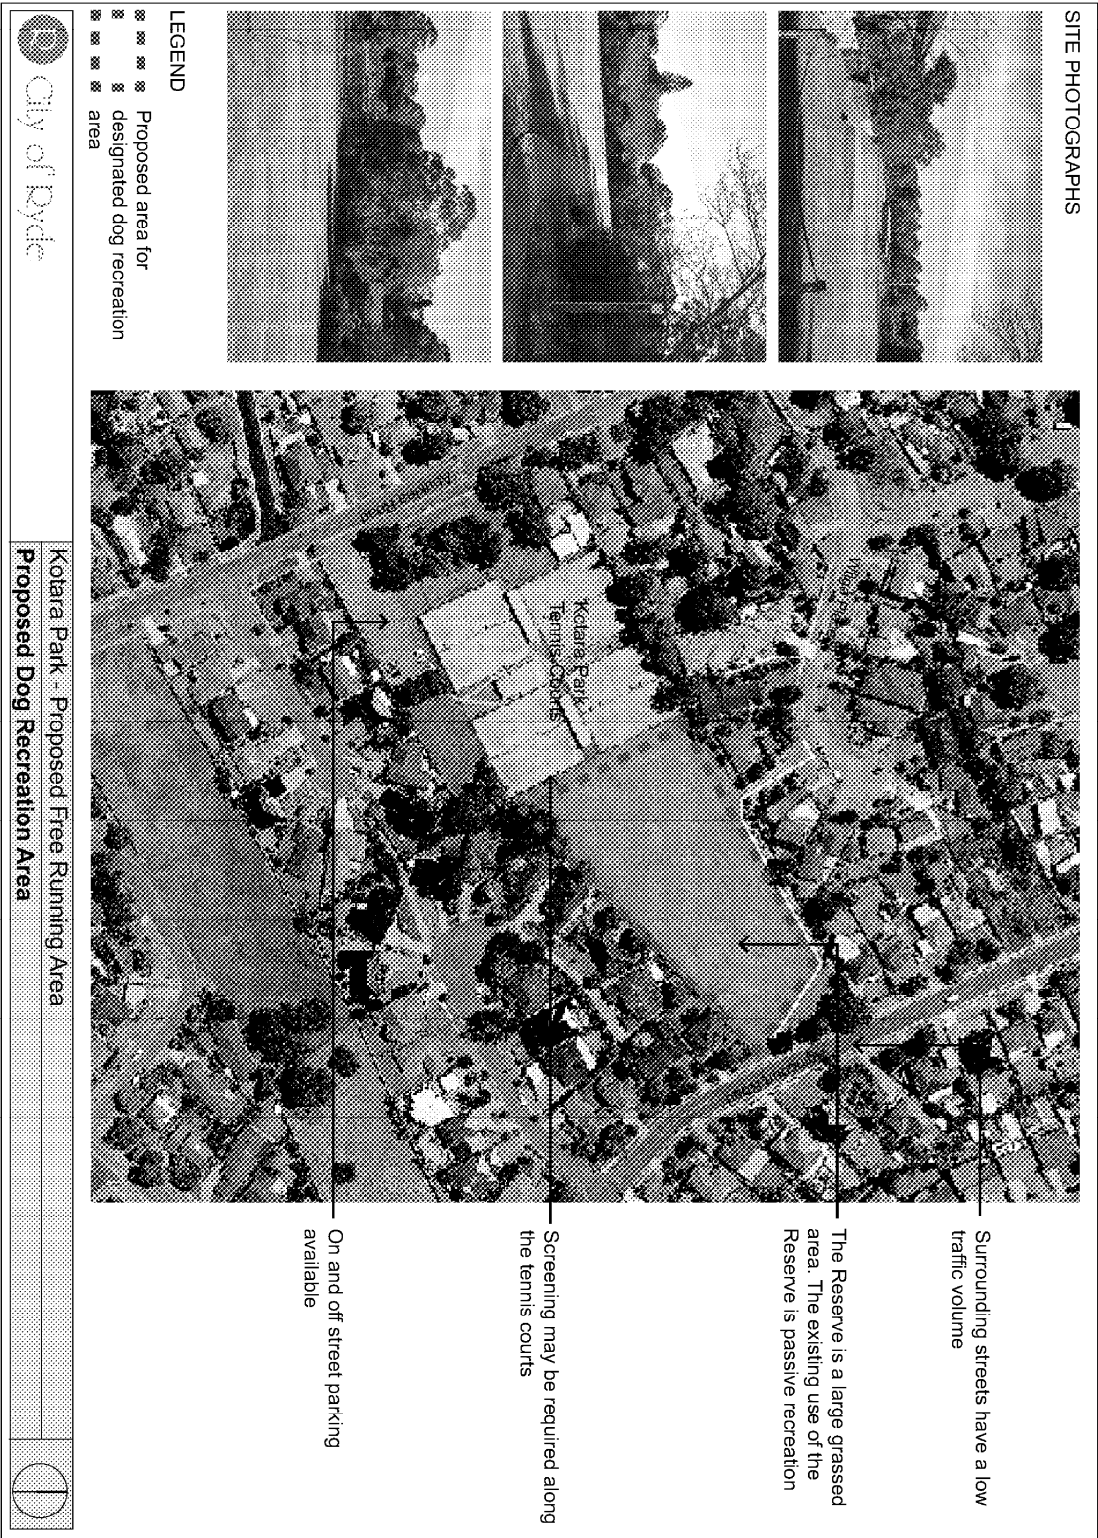 SITE PHOTOGRAPHS
LEGEND
Proposed area for
designated dog recreation
area
Kotara Park
Tennis Courts
Surrounding streets have a low
traffic volume
The Reserve is a large grassed
area. The existing use of the
Reserve is passive recreation
Screening may be required along
the tennis courts
On and off street parking
available
City of Ryde
Kotara Park - Proposed Free Running Area
Proposed Dog Recreation Area